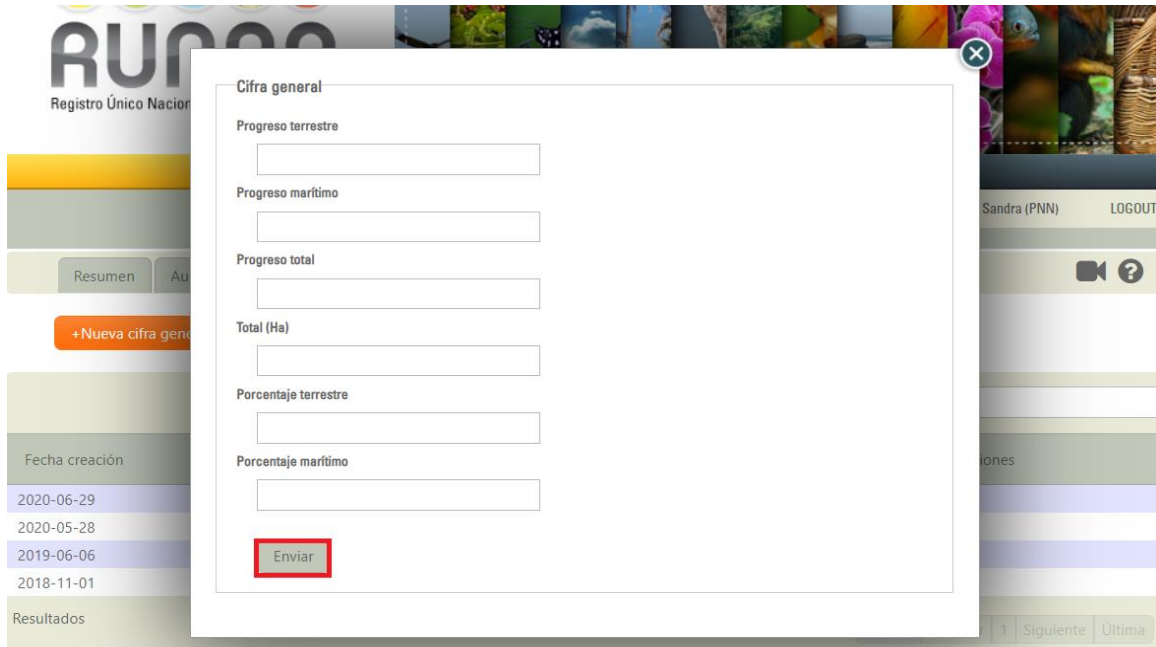 Registro Único Nacion
Cifra general
Progreso terrestre
Progreso marítimo
Progreso total
Total (Ha)
Porcentaje terrestre
Porcentaje marítimo
Enviar
Sandra (PNN) LOGOUT
Resumen Au
+Nueva cifra gene
Fecha creación iones
2020-06-29
2020-05-28
2019-06-06
2018-11-01
Resultados
r 1 Siguiente Última